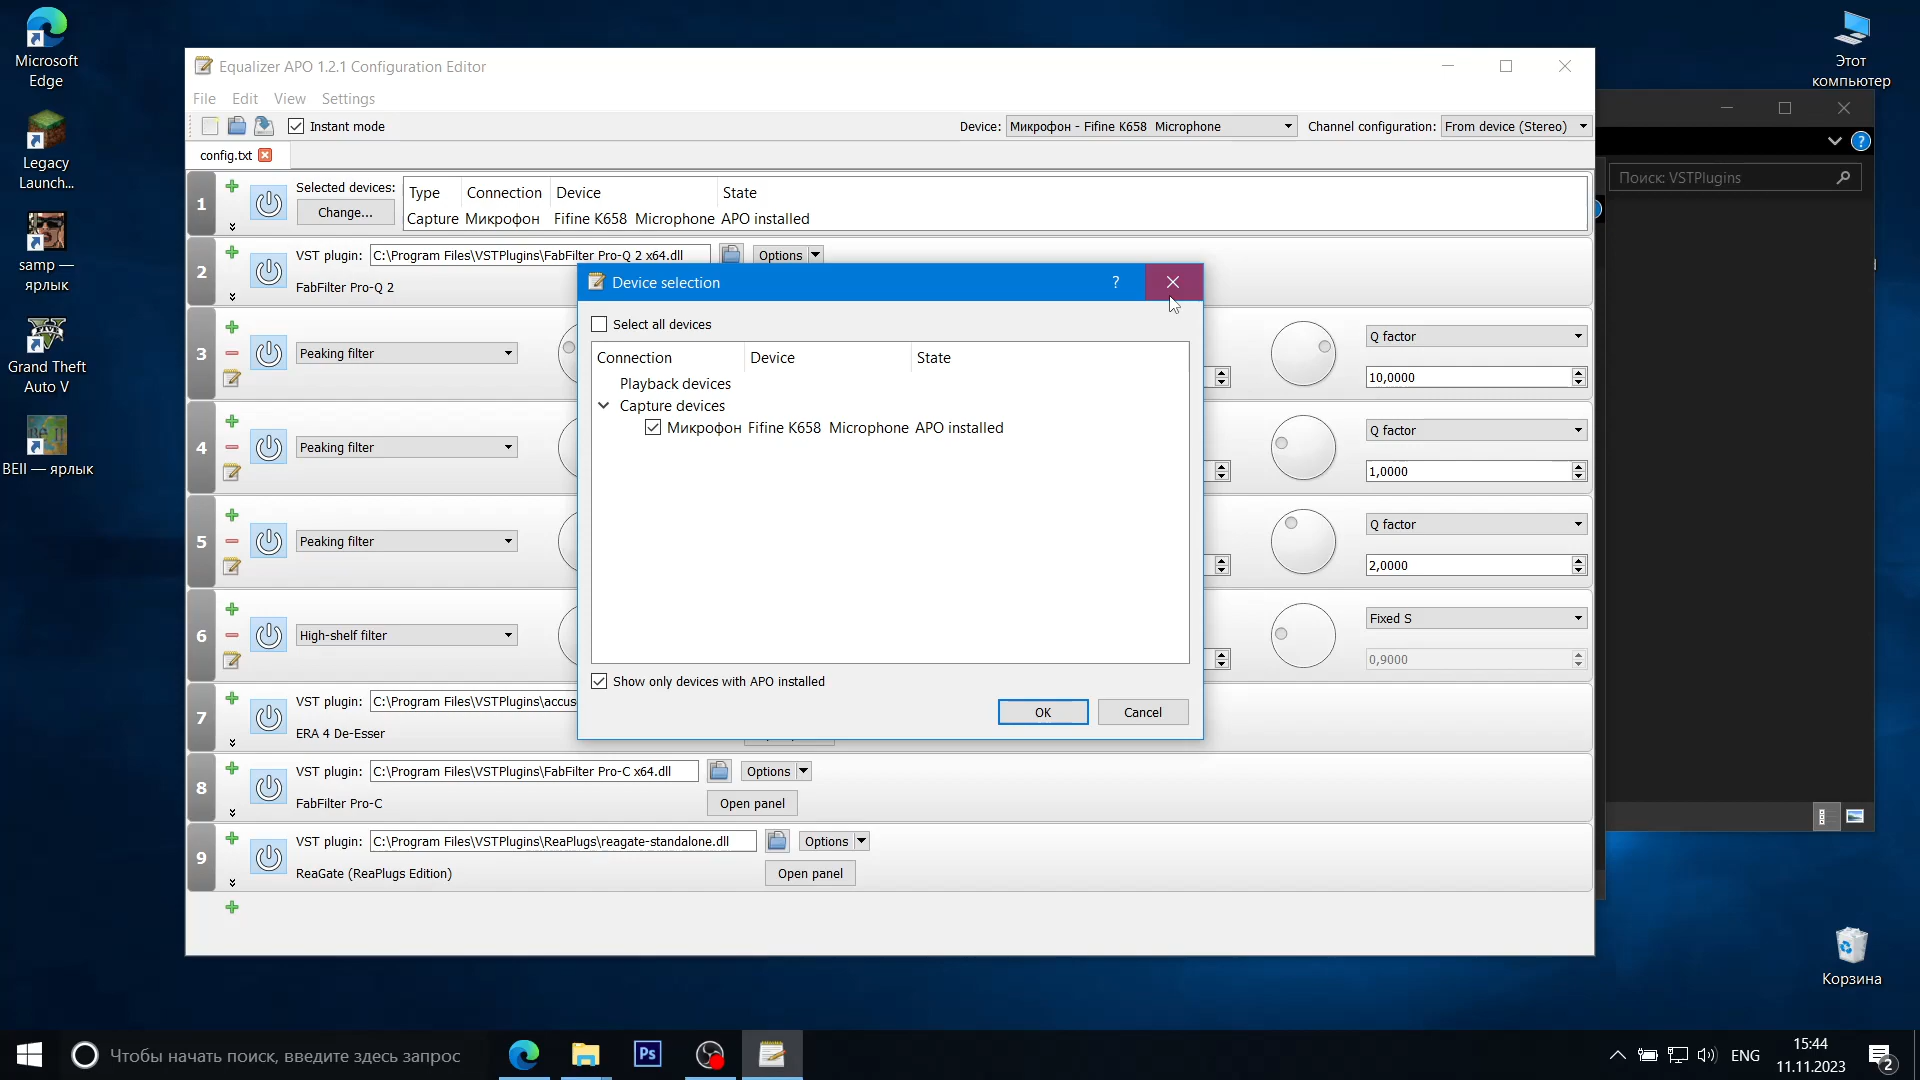 Microsoft
Edge
Legacy
Launch...
samp —
ярлык
Grand Theft
Auto V
BEII — ярлык
Этот
компьютер
Корзина
Equalizer APO 1.2.1 Configuration Editor
File Edit View Settings
Instant mode
Device: Микрофон - Fifine K658 Microphone
Channel configuration: From device (Stereo)
config.txt
Поиск: VSTPlugins
1
Selected devices:
Change...
Type Connection Device State
Capture Микрофон Fifine K658 Microphone APO installed
2
VST plugin: C:\Program Files\VSTPlugins\FabFilter Pro-Q 2 x64.dll Options
FabFilter Pro-Q 2
3
Peaking filter
Q factor
10,0000
4
Peaking filter
Q factor
1,0000
5
Peaking filter
Q factor
2,0000
6
High-shelf filter
Fixed S
0,9000
7
VST plugin: C:\Program Files\VSTPlugins\accus
ERA 4 De-Esser
8
VST plugin: C:\Program Files\VSTPlugins\FabFilter Pro-C x64.dll Options
FabFilter Pro-C Open panel
9
VST plugin: C:\Program Files\VSTPlugins\ReaPlugs\reagate-standalone.dll Options
ReaGate (ReaPlugs Edition) Open panel
Device selection
?
Select all devices
Connection Device State
Playback devices
Capture devices
Микрофон Fifine K658 Microphone APO installed
Show only devices with APO installed
OK Cancel
Чтобы начать поиск, введите здесь запрос
Ps
ENG
15:44
11.11.2023
2